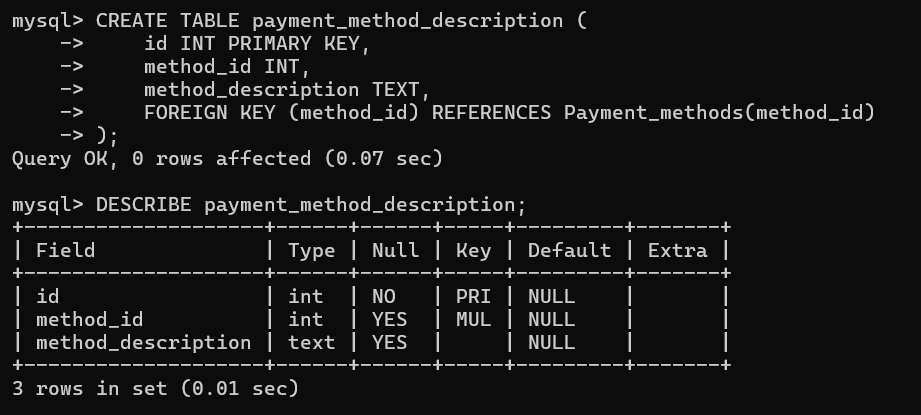 mysql> CREATE TABLE payment_method_description (
    ->     id INT PRIMARY KEY,
    ->     method_id INT,
    ->     method_description TEXT,
    ->     FOREIGN KEY (method_id) REFERENCES Payment_methods(method_id)
    -> );
Query OK, 0 rows affected (0.07 sec)

mysql> DESCRIBE payment_method_description;
+--------------------+------+------+-----+---------+-------+
| Field              | Type | Null | Key | Default | Extra |
+--------------------+------+------+-----+---------+-------+
| id                 | int  | NO   | PRI | NULL    |       |
| method_id          | int  | YES  | MUL | NULL    |       |
| method_description | text | YES  |     | NULL    |       |
+--------------------+------+------+-----+---------+-------+
3 rows in set (0.01 sec)